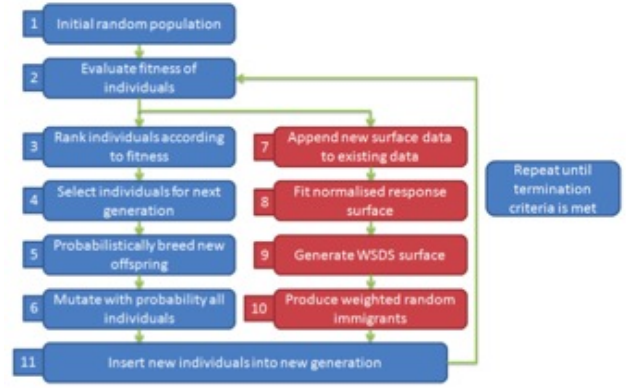 1 Initial random population
2 Evaluate fitness of
individuals
3 Rank individuals according
to fitness
4 Select individuals for next
generation
5 Probabilistically breed new
offspring
6 Mutate with probability all
individuals
7 Append new surface data
to existing data
8 Fit normalised response
surface
9 Generate WSDS surface
10 Produce weighted random
immigrants
11 Insert new individuals into new generation
Repeat until
termination
criteria is met